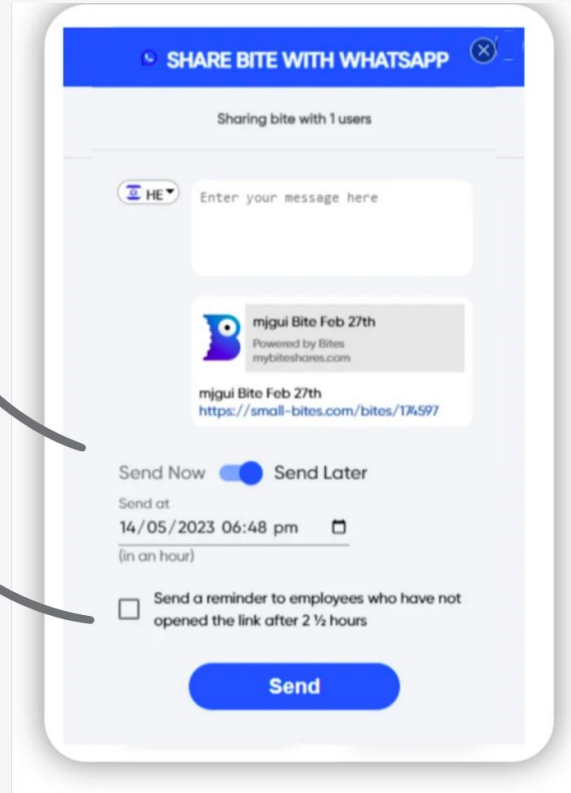 SHARE BITE WITH WHATSAPP
Sharing bite with 1 users
HE
Enter your message here
mjgui Bite Feb 27th
Powered by Bites
mybiteshares.com
mjgui Bite Feb 27th
https://small-bites.com/bites/174597
Send Now Send Later
Send at
14/05/2023 06:48 pm
(in an hour)
Send a reminder to employees who have not
opened the link after 2 ½ hours
Send